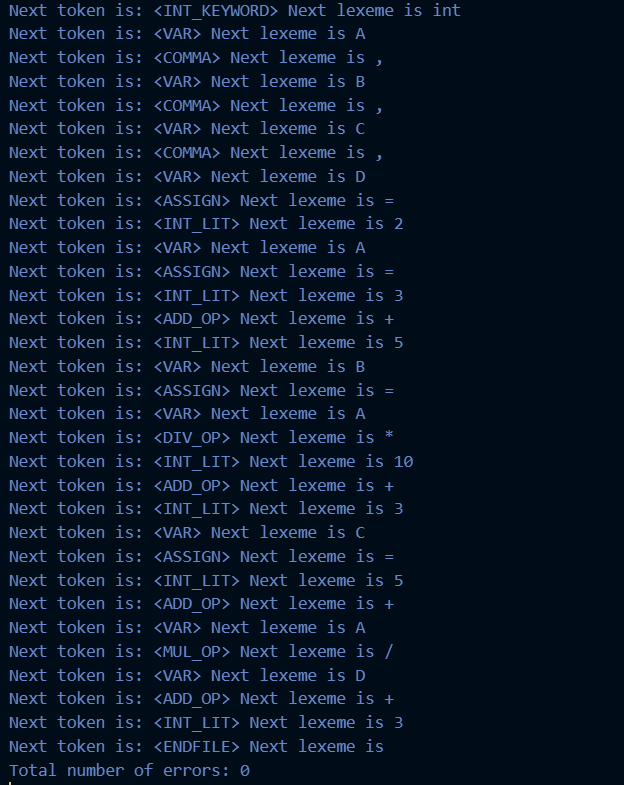 Next token is: <INT_KEYWORD> Next lexeme is int
Next token is: <VAR> Next lexeme is A
Next token is: <COMMA> Next lexeme is ,
Next token is: <VAR> Next lexeme is B
Next token is: <COMMA> Next lexeme is ,
Next token is: <VAR> Next lexeme is C
Next token is: <COMMA> Next lexeme is ,
Next token is: <VAR> Next lexeme is D
Next token is: <ASSIGN> Next lexeme is =
Next token is: <INT_LIT> Next lexeme is 2
Next token is: <VAR> Next lexeme is A
Next token is: <ASSIGN> Next lexeme is =
Next token is: <INT_LIT> Next lexeme is 3
Next token is: <ADD_OP> Next lexeme is +
Next token is: <INT_LIT> Next lexeme is 5
Next token is: <VAR> Next lexeme is B
Next token is: <ASSIGN> Next lexeme is =
Next token is: <VAR> Next lexeme is A
Next token is: <DIV_OP> Next lexeme is *
Next token is: <INT_LIT> Next lexeme is 10
Next token is: <ADD_OP> Next lexeme is +
Next token is: <INT_LIT> Next lexeme is 3
Next token is: <VAR> Next lexeme is C
Next token is: <ASSIGN> Next lexeme is =
Next token is: <INT_LIT> Next lexeme is 5
Next token is: <ADD_OP> Next lexeme is +
Next token is: <VAR> Next lexeme is A
Next token is: <MUL_OP> Next lexeme is /
Next token is: <VAR> Next lexeme is D
Next token is: <ADD_OP> Next lexeme is +
Next token is: <INT_LIT> Next lexeme is 3
Next token is: <ENDFILE> Next lexeme is
Total number of errors: 0